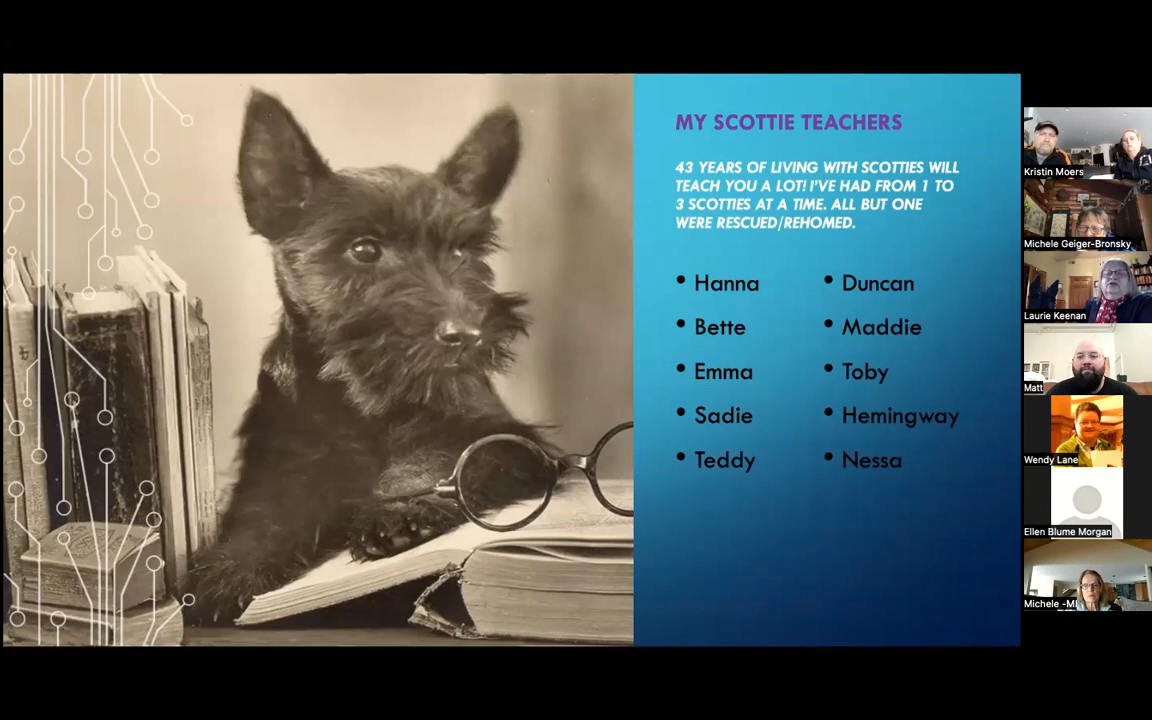 MY SCOTTIE TEACHERS
43 YEARS OF LIVING WITH SCOTTIES WILL
TEACH YOU A LOT! I'VE HAD FROM 1 TO
3 SCOTTIES AT A TIME. ALL BUT ONE
WERE RESCUED/REHOMED.
• Hanna
• Bette
• Emma
• Sadie
• Teddy
• Duncan
• Maddie
• Toby
• Hemingway
• Nessa
Kristin Moers
Michele Geiger-Bronsky
Laurie Keenan
Matt
Wendy Lane
Ellen Blume Morgan
Michele -MI